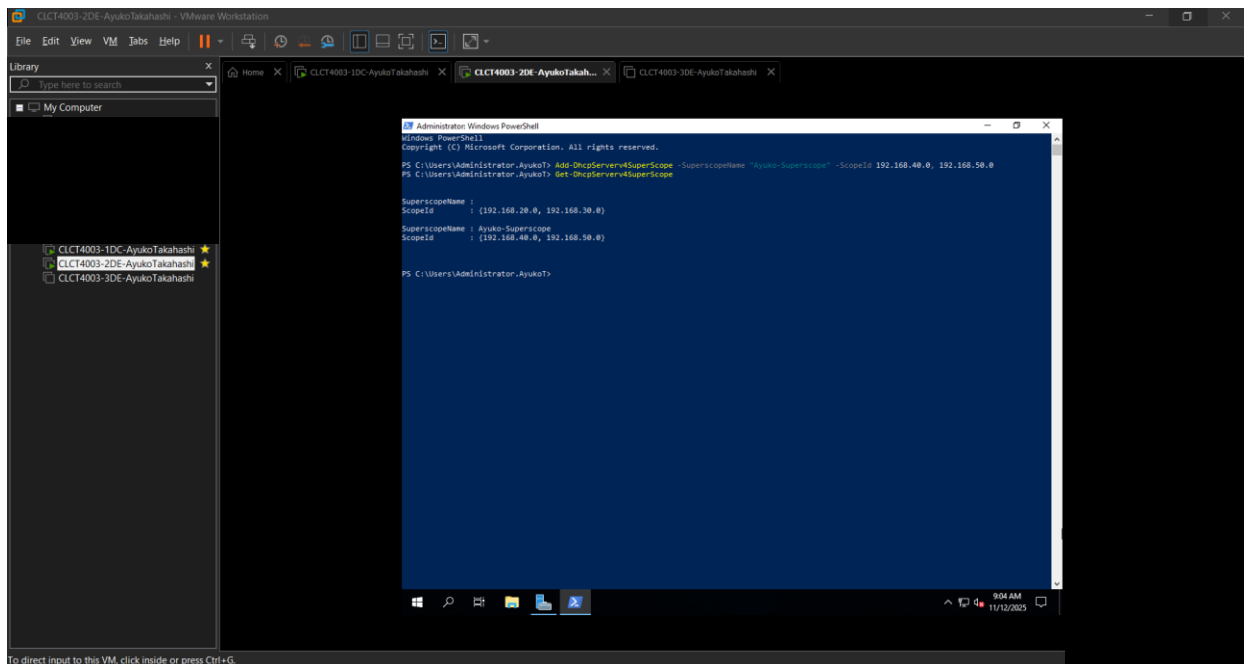 CLCT4003-2DE-AyukoTakahashi - VMware Workstation
File Edit View VM Tabs Help
Library X
Type here to search
My Computer
CLCT4003-1DC-AyukoTakahashi
CLCT4003-2DE-AyukoTakahashi
CLCT4003-3DE-AyukoTakahashi
Home CLCT4003-1DC-AyukoTakahashi CLCT4003-2DE-AyukoTakah... CLCT4003-3DE-AyukoTakahashi
Administrator: Windows PowerShell
Windows PowerShell
Copyright (C) Microsoft Corporation. All rights reserved.
PS C:\Users\Administrator.AyukoT> Add-DhcpServerv4SuperScope -SuperscopeName "Ayuko-Superscope" -ScopeId 192.168.40.0, 192.168.50.0
PS C:\Users\Administrator.AyukoT> Get-DhcpServerv4SuperScope
SuperscopeName :
ScopeId : {192.168.20.0, 192.168.30.0}
SuperscopeName : Ayuko-Superscope
ScopeId : {192.168.40.0, 192.168.50.0}
PS C:\Users\Administrator.AyukoT>
9:04 AM
11/12/2025
To direct input to this VM, click inside or press Ctrl+G.